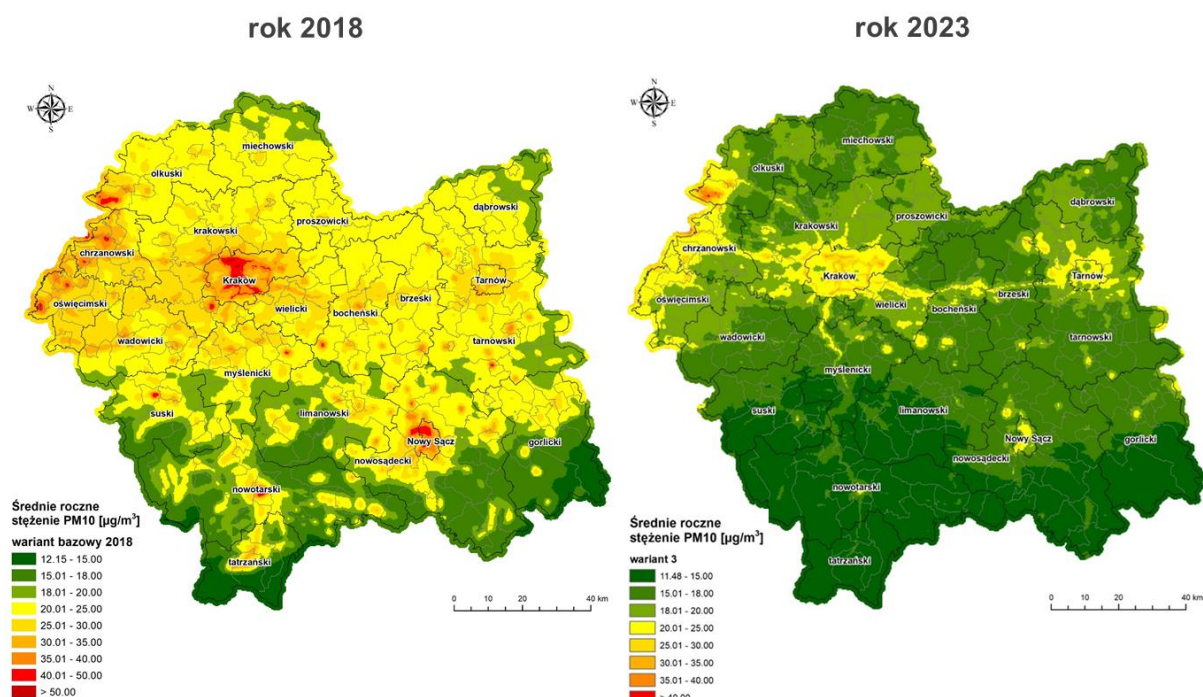 rok 2018
rok 2023
N
W E
S
miechowski
olkuski
dąbrowski
proszowicki
krakowski
chrzanowski
Kraków
Tarnów
oświęcimski
wielicki
brzeski
bocheński
wadowicki
tarnowski
myślenicki
suski
limanowski
Nowy Sącz
gorlicki
nowosądecki
nowotarski
tatrzański
Średnie roczne
stężenie PM10 [µg/m³]
wariant bazowy 2018
12.15 - 15.00
15.01 - 18.00
18.01 - 20.00
20.01 - 25.00
25.01 - 30.00
30.01 - 35.00
35.01 - 40.00
40.01 - 50.00
> 50.00
0 20 40 km
N
W E
S
miechowski
olkuski
dąbrowski
proszowicki
krakowski
chrzanowski
Kraków
Tarnów
oświęcimski
wielicki
brzeski
bocheński
wadowicki
tarnowski
myślenicki
suski
limanowski
Nowy Sącz
gorlicki
nowosądecki
nowotarski
tatrzański
Średnie roczne
stężenie PM10 [µg/m³]
wariant 3
11.48 - 15.00
15.01 - 18.00
18.01 - 20.00
20.01 - 25.00
25.01 - 30.00
30.01 - 35.00
35.01 - 40.00
0 20 40 km